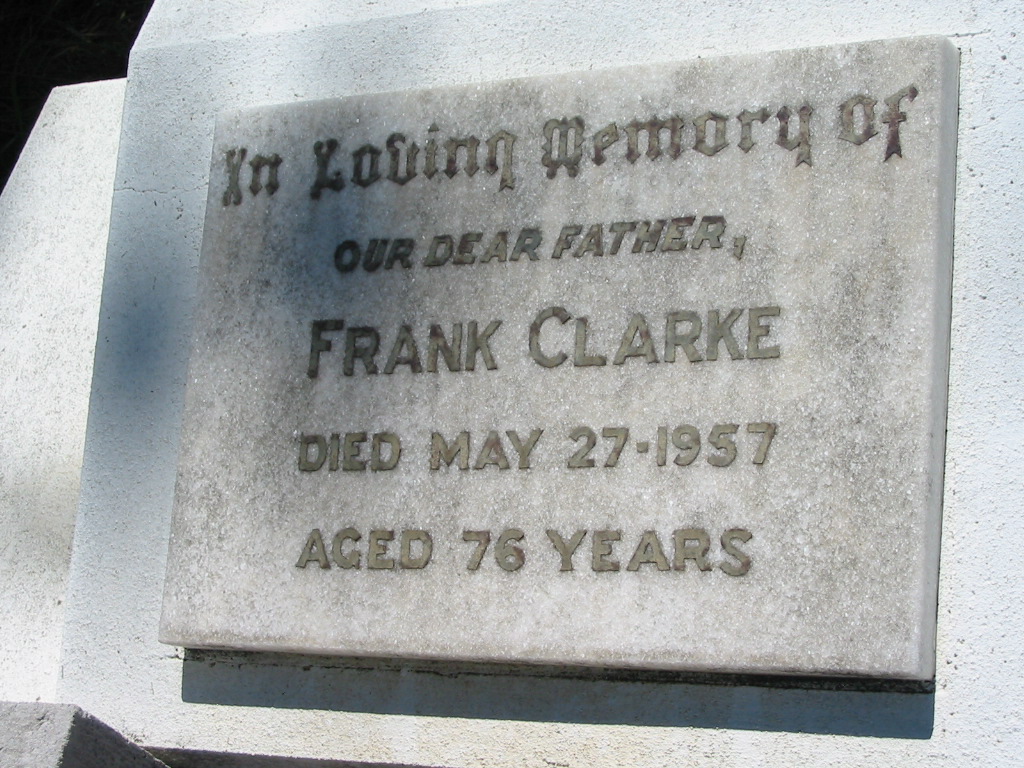 In Loving Memory of
OUR DEAR FATHER,
FRANK CLARKE
DIED MAY 27·1957
AGED 76 YEARS